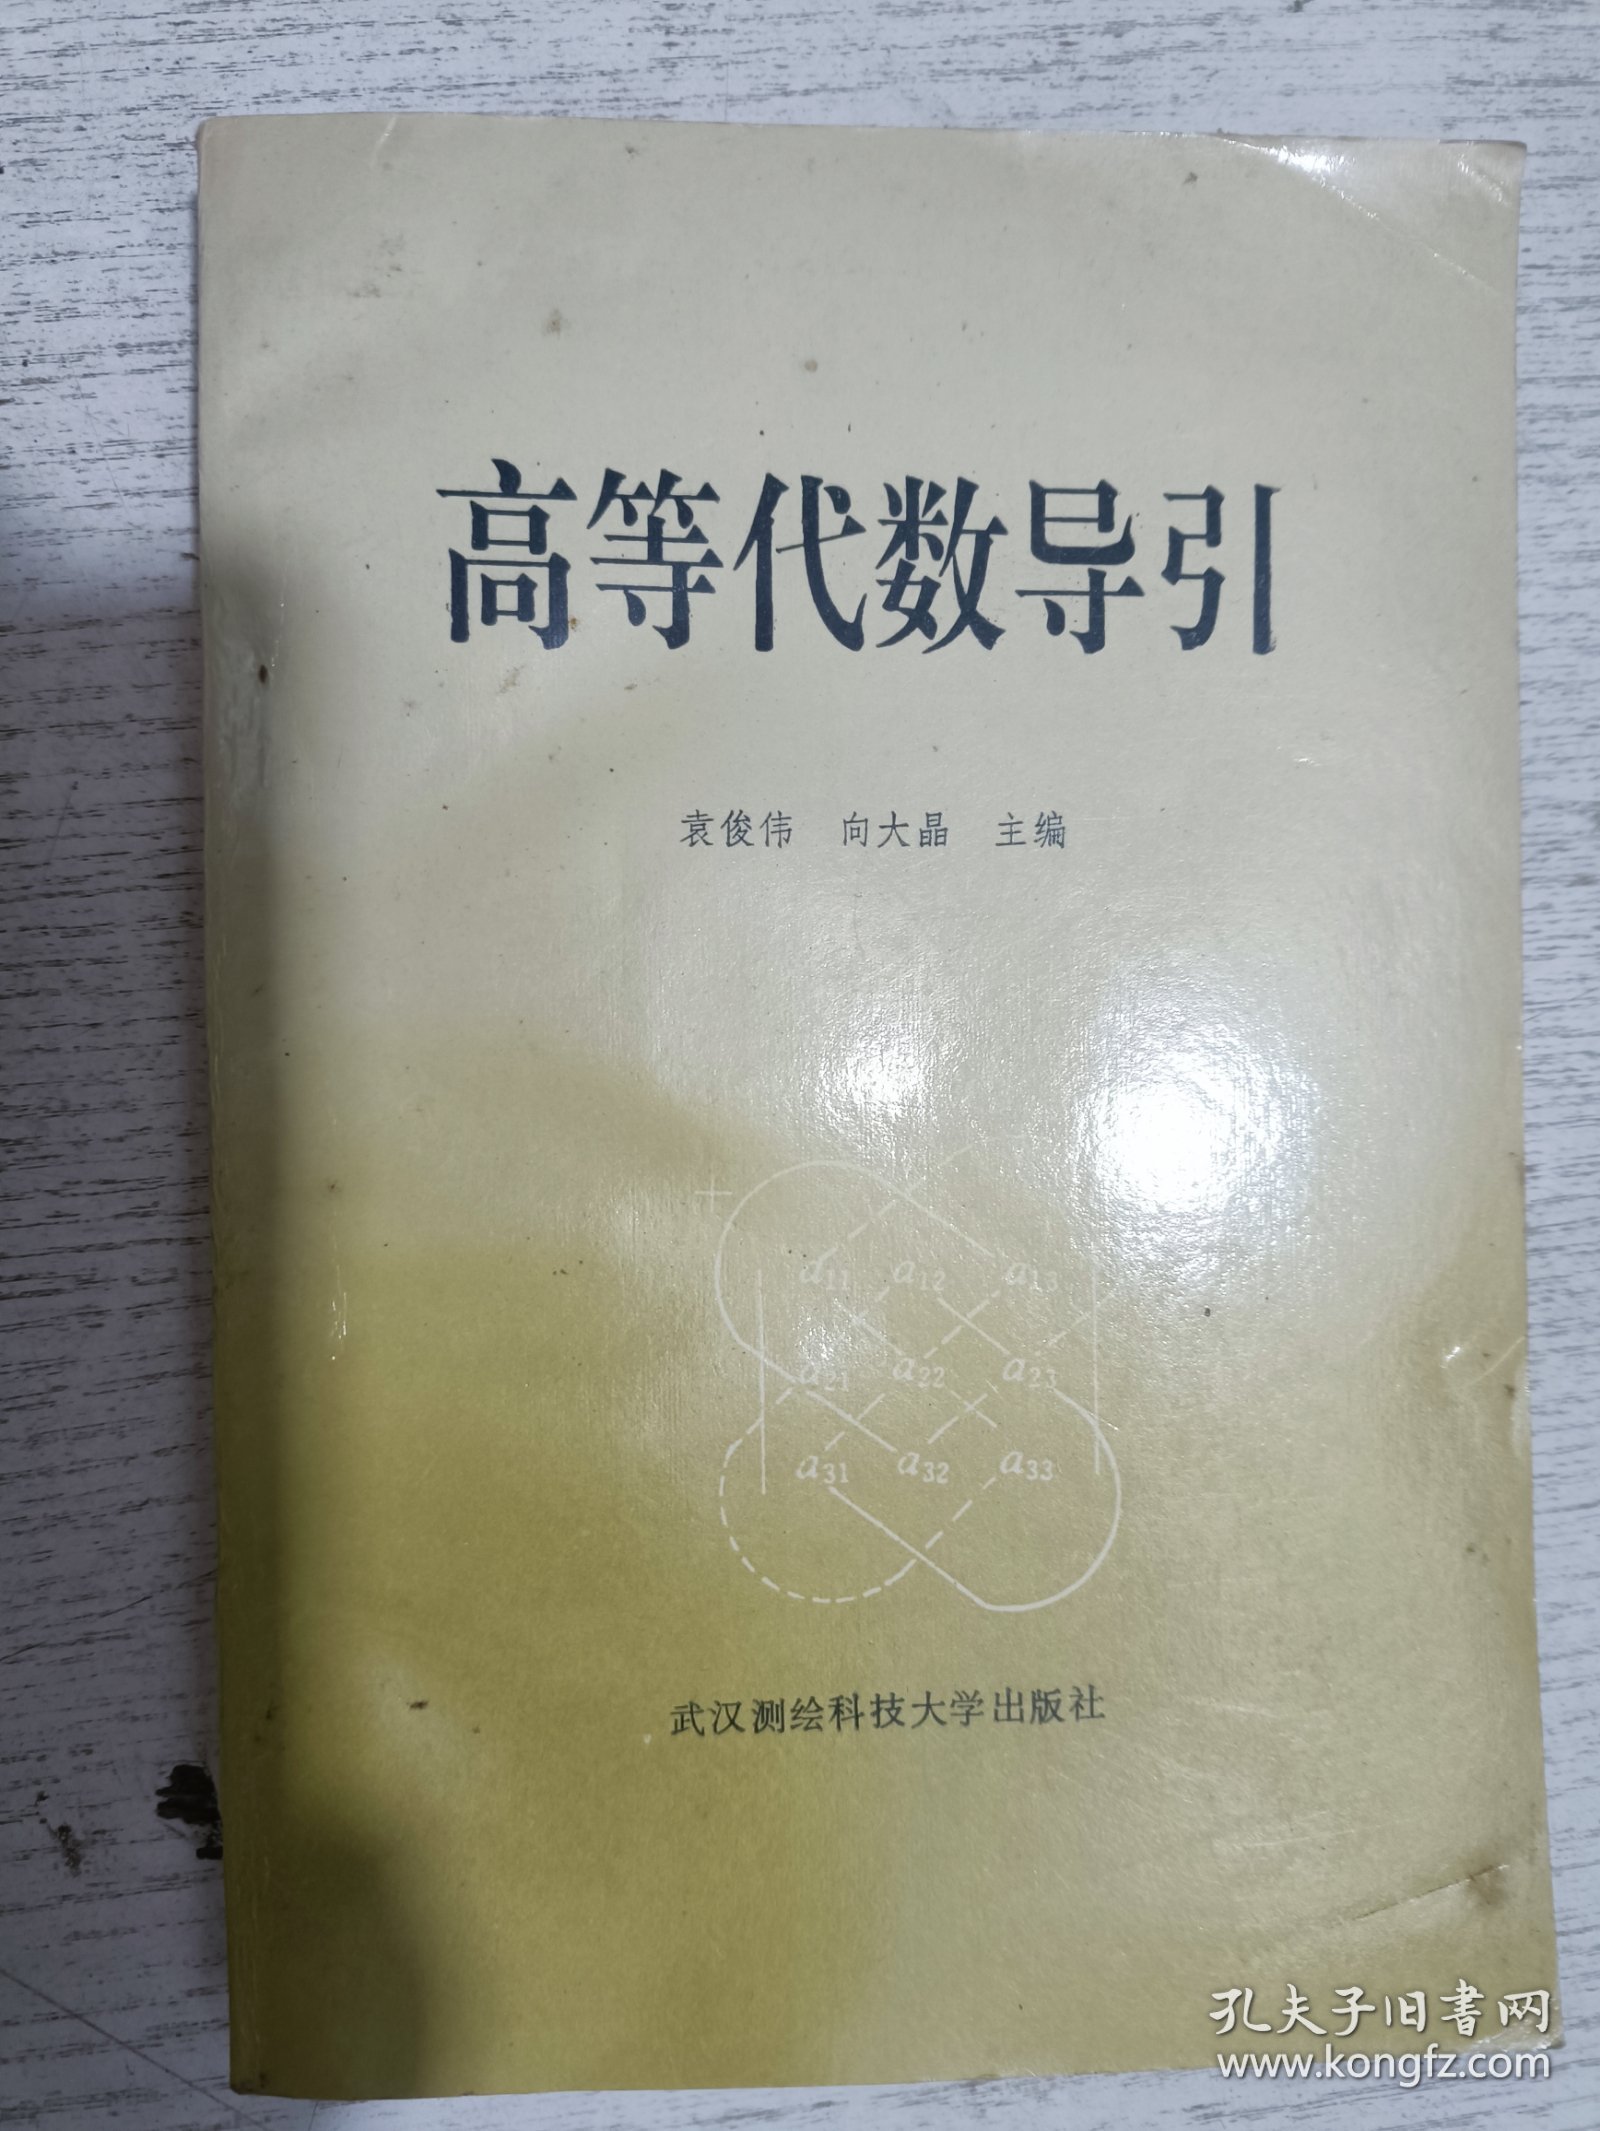 高等代数导引
袁俊伟 向大晶 主编
+
a11 a12 a13
a21 a22 a23
a31 a32 a33
武汉测绘科技大学出版社
孔夫子旧书网
www.kongfz.com